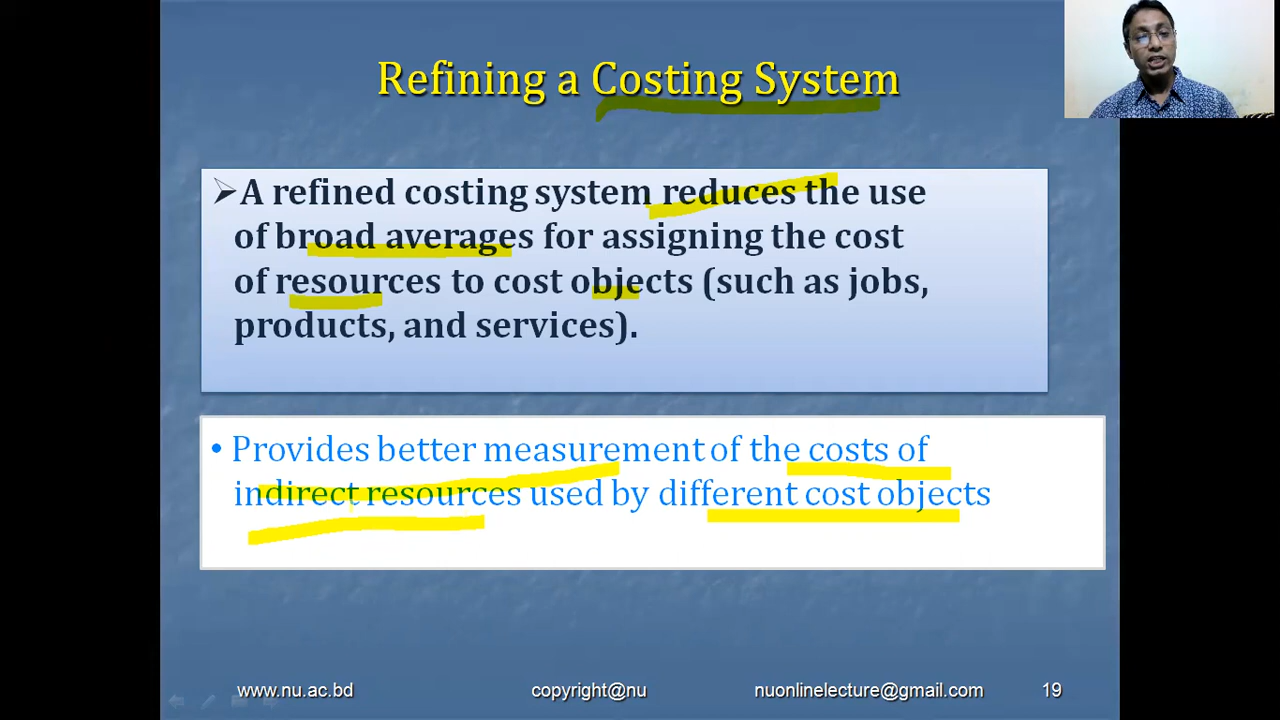 Refining a Costing System
➢A refined costing system reduces the use
of broad averages for assigning the cost
of resources to cost objects (such as jobs,
products, and services).
• Provides better measurement of the costs of
indirect resources used by different cost objects
www.nu.ac.bd copyright@nu nuonlinelecture@gmail.com 19